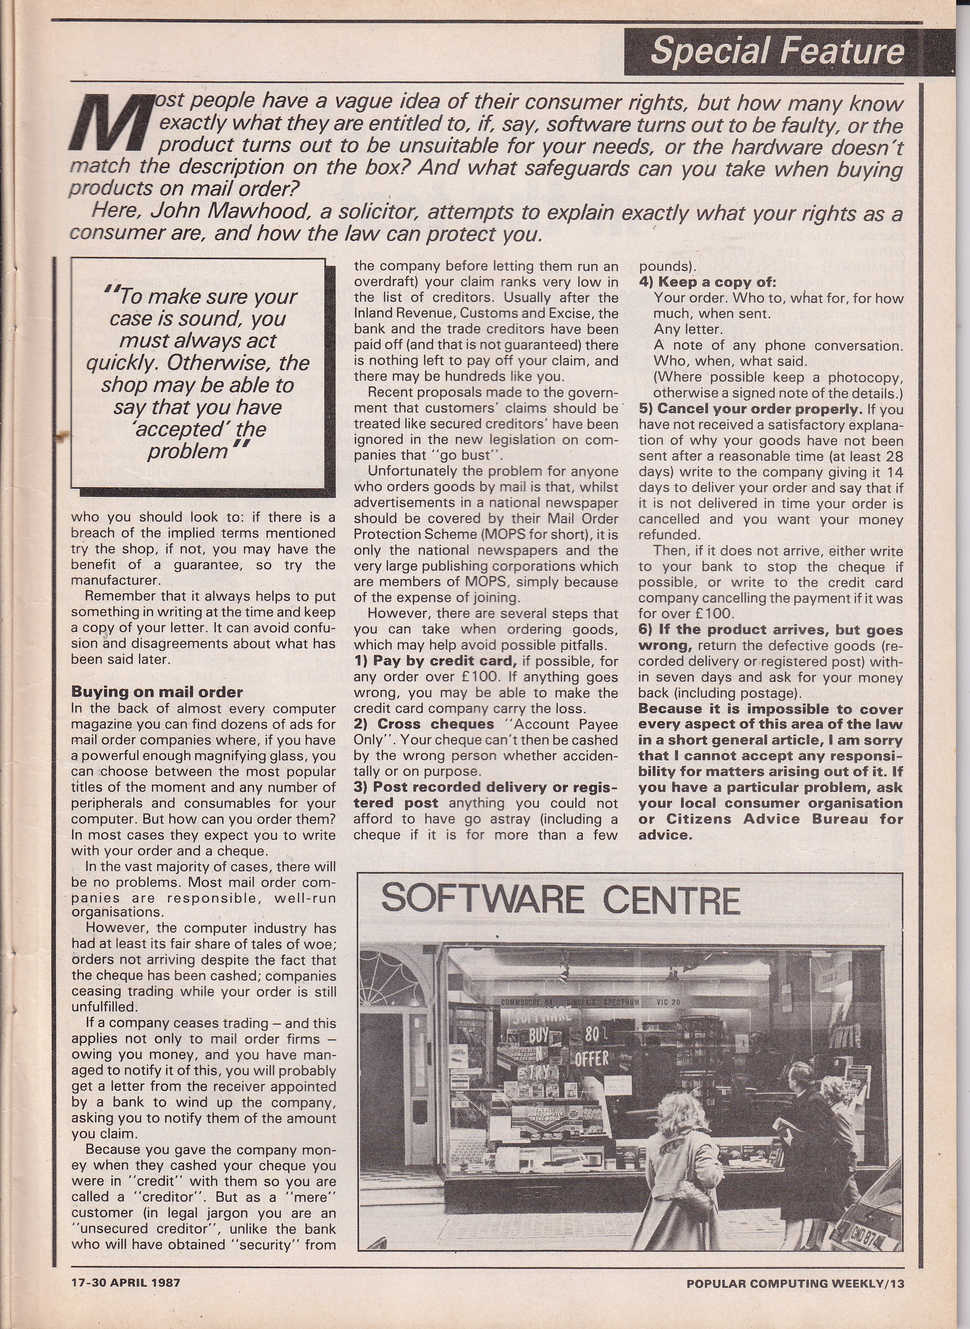 Special Feature
Most people have a vague idea of their consumer rights, but how many know
exactly what they are entitled to, if, say, software turns out to be faulty, or the
product turns out to be unsuitable for your needs, or the hardware doesn't
match the description on the box? And what safeguards can you take when buying
products on mail order?
Here, John Mawhood, a solicitor, attempts to explain exactly what your rights as a
consumer are, and how the law can protect you.
"To make sure your
case is sound, you
must always act
quickly. Otherwise, the
shop may be able to
say that you have
'accepted' the
problem"
who you should look to: if there is a
breach of the implied terms mentioned
try the shop, if not, you may have the
benefit of a guarantee, so try the
manufacturer.
Remember that it always helps to put
something in writing at the time and keep
a copy of your letter. It can avoid confu-
sion and disagreements about what has
been said later.
Buying on mail order
In the back of almost every computer
magazine you can find dozens of ads for
mail order companies where, if you have
a powerful enough magnifying glass, you
can choose between the most popular
titles of the moment and any number of
peripherals and consumables for your
computer. But how can you order them?
In most cases they expect you to write
with your order and a cheque.
In the vast majority of cases, there will
be no problems. Most mail order com-
panies are responsible, well-run
organisations.
However, the computer industry has
had at least its fair share of tales of woe;
orders not arriving despite the fact that
the cheque has been cashed; companies
ceasing trading while your order is still
unfulfilled.
If a company ceases trading – and this
applies not only to mail order firms –
owing you money, and you have man-
aged to notify it of this, you will probably
get a letter from the receiver appointed
by a bank to wind up the company,
asking you to notify them of the amount
you claim.
Because you gave the company mon-
ey when they cashed your cheque you
were in "credit" with them so you are
called a "creditor". But as a "mere"
customer (in legal jargon you are an
"unsecured creditor", unlike the bank
who will have obtained "security" from
the company before letting them run an
overdraft) your claim ranks very low in
the list of creditors. Usually after the
Inland Revenue, Customs and Excise, the
bank and the trade creditors have been
paid off (and that is not guaranteed) there
is nothing left to pay off your claim, and
there may be hundreds like you.
Recent proposals made to the govern-
ment that customers' claims should be
treated like secured creditors' have been
ignored in the new legislation on com-
panies that "go bust".
Unfortunately the problem for anyone
who orders goods by mail is that, whilst
advertisements in a national newspaper
should be covered by their Mail Order
Protection Scheme (MOPS for short), it is
only the national newspapers and the
very large publishing corporations which
are members of MOPS, simply because
of the expense of joining.
However, there are several steps that
you can take when ordering goods,
which may help avoid possible pitfalls.
1) Pay by credit card, if possible, for
any order over £100. If anything goes
wrong, you may be able to make the
credit card company carry the loss.
2) Cross cheques "Account Payee
Only". Your cheque can't then be cashed
by the wrong person whether acciden-
tally or on purpose.
3) Post recorded delivery or regis-
tered post anything you could not
afford to have go astray (including a
cheque if it is for more than a few
pounds).
4) Keep a copy of:
Your order. Who to, what for, for how
much, when sent.
Any letter.
A note of any phone conversation.
Who, when, what said.
(Where possible keep a photocopy,
otherwise a signed note of the details.)
5) Cancel your order properly. If you
have not received a satisfactory explana-
tion of why your goods have not been
sent after a reasonable time (at least 28
days) write to the company giving it 14
days to deliver your order and say that if
it is not delivered in time your order is
cancelled and you want your money
refunded.
Then, if it does not arrive, either write
to your bank to stop the cheque if
possible, or write to the credit card
company cancelling the payment if it was
for over £100.
6) If the product arrives, but goes
wrong, return the defective goods (re-
corded delivery or registered post) with-
in seven days and ask for your money
back (including postage).
Because it is impossible to cover
every aspect of this area of the law
in a short general article, I am sorry
that I cannot accept any responsi-
bility for matters arising out of it. If
you have a particular problem, ask
your local consumer organisation
or Citizens Advice Bureau for
advice.
SOFTWARE CENTRE
COMMODORE 64 SINCLAIR SPECTRUM VIC 20
SOFTWARE
BUY
TRY
80
OFFER
17-30 APRIL 1987
POPULAR COMPUTING WEEKLY/13